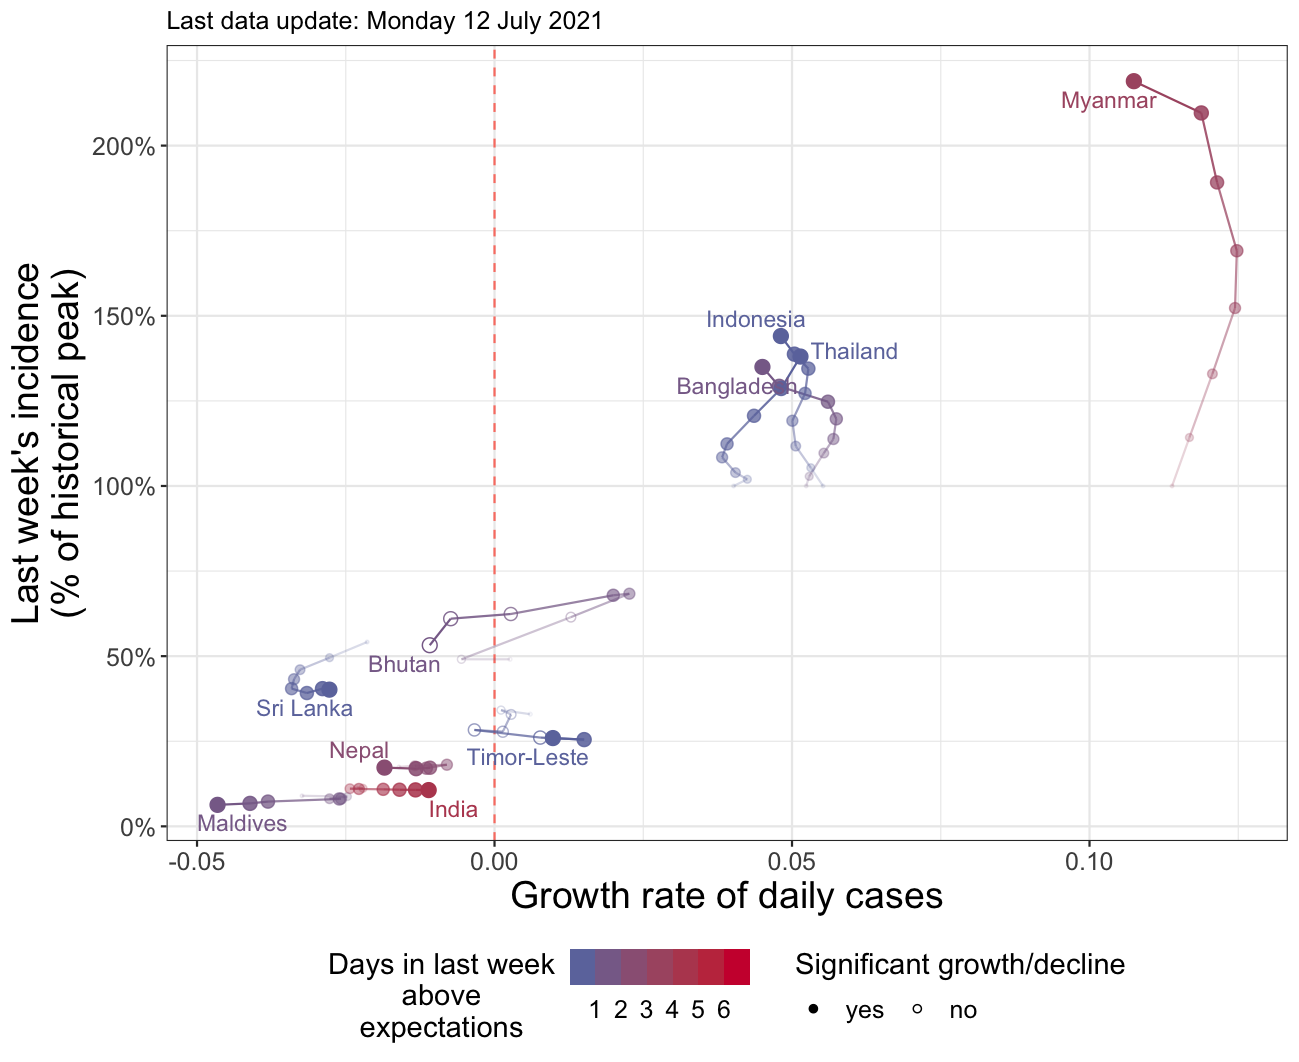 Last data update: Monday 12 July 2021
Last week's incidence
(% of historical peak)
200%
150%
100%
50%
0%
Myanmar
Indonesia
Thailand
Bangladesh
Bhutan
Sri Lanka
Nepal
Timor-Leste
India
Maldives
-0.05
0.00
0.05
0.10
Growth rate of daily cases
Days in last week
above
expectations
1 2 3 4 5 6
Significant growth/decline
yes
no